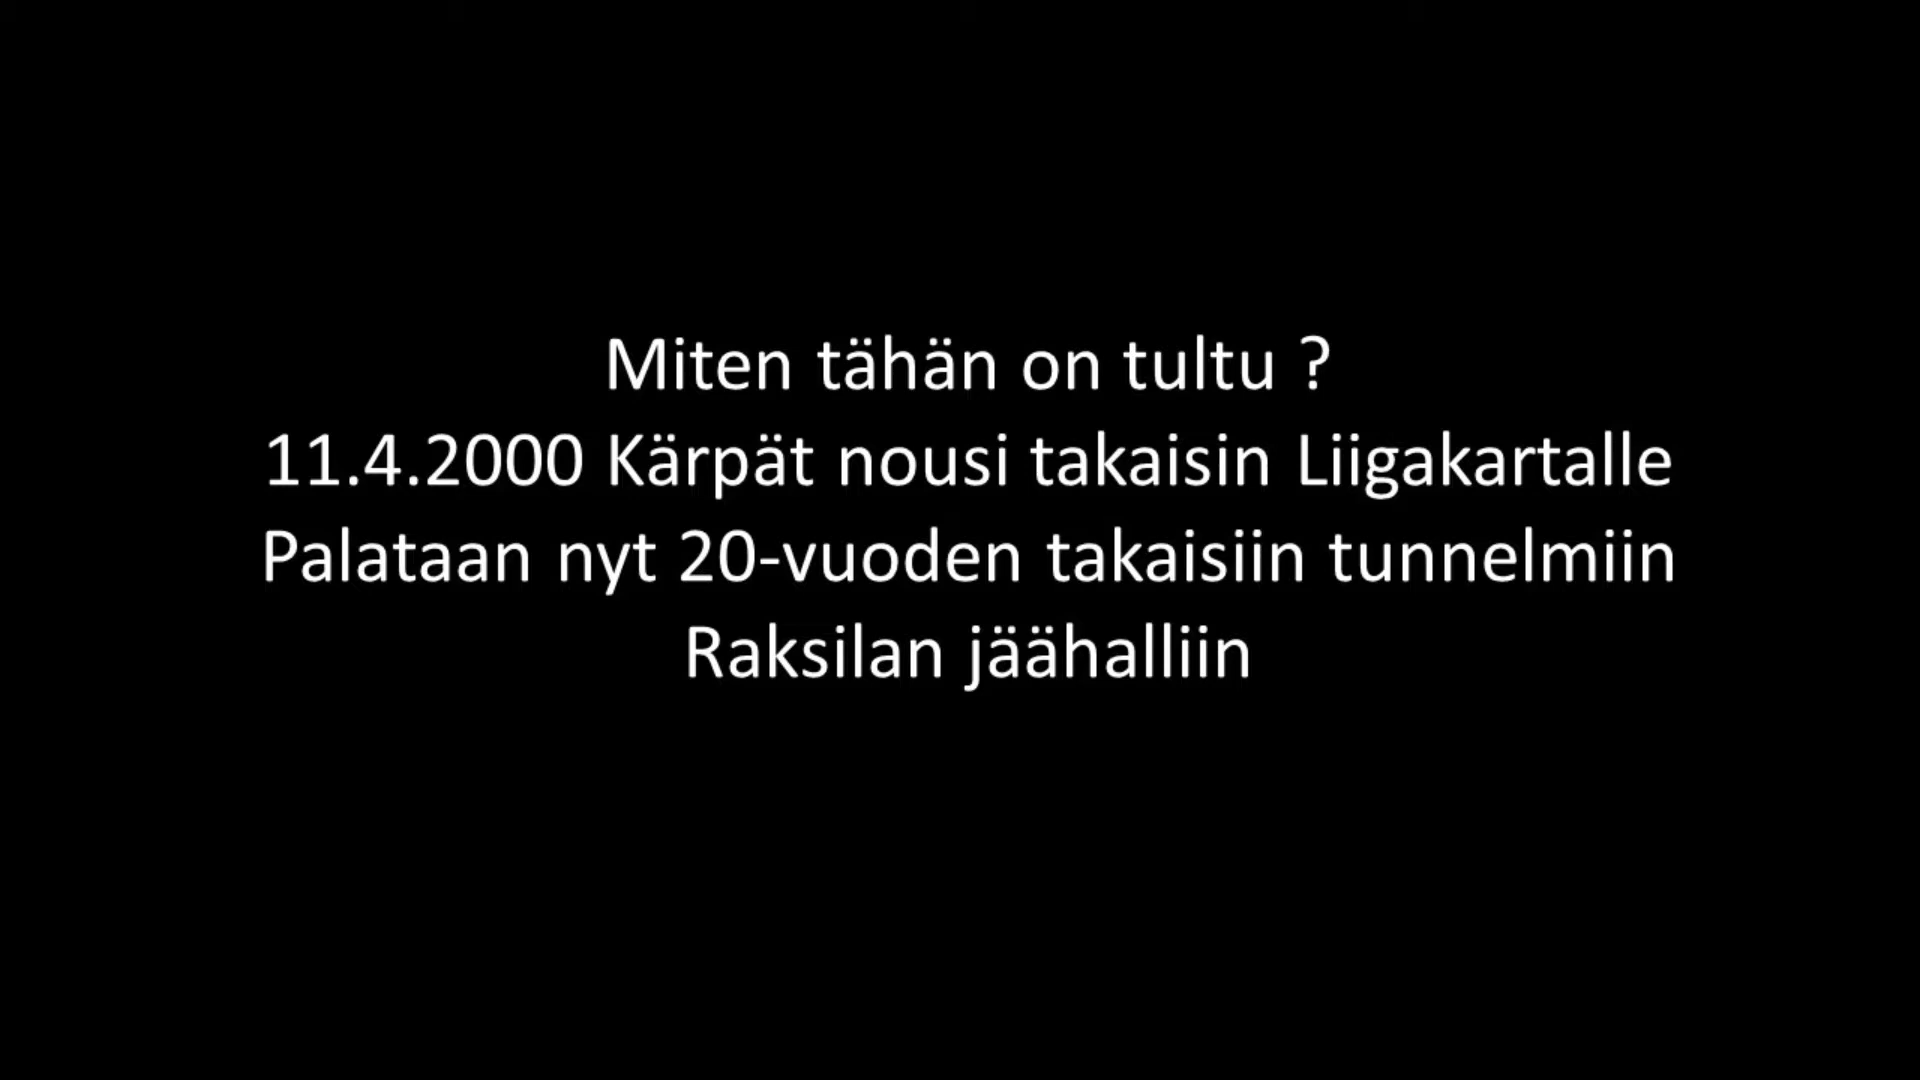 Miten tähän on tultu ?
11.4.2000 Kärpät nousi takaisin Liigakartalle
Palataan nyt 20-vuoden takaisiin tunnelmiin
Raksilan jäähalliin